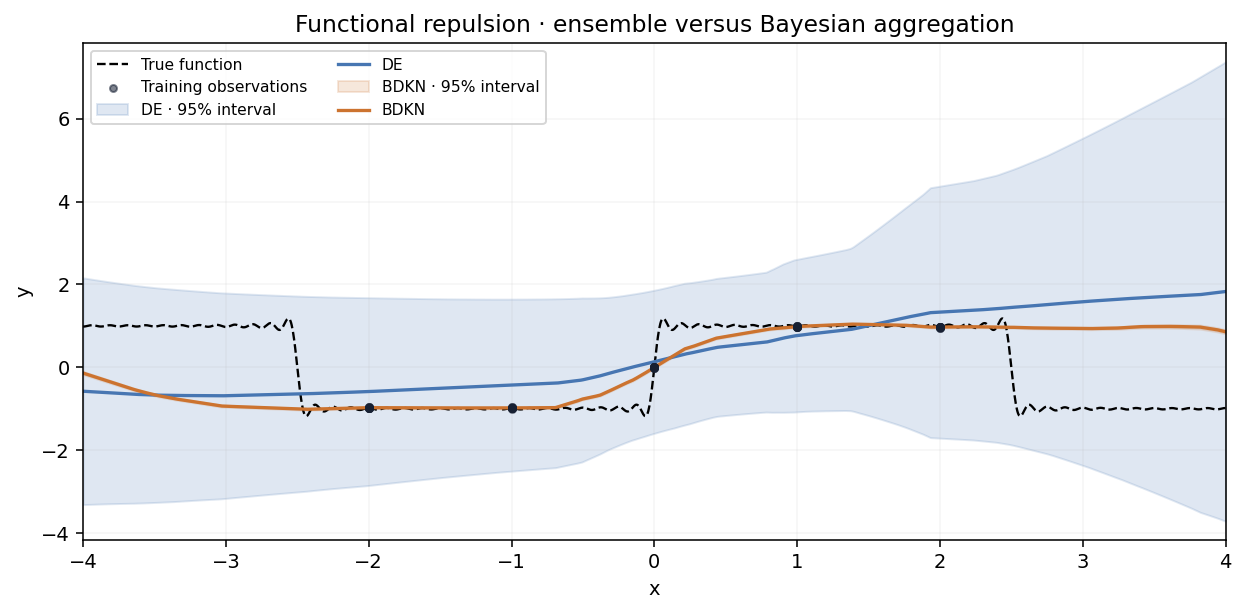 Functional repulsion · ensemble versus Bayesian aggregation
True function
Training observations
DE · 95% interval
DE
BDKN · 95% interval
BDKN
y
6
4
2
0
−2
−4
−4 −3 −2 −1 0 1 2 3 4
x